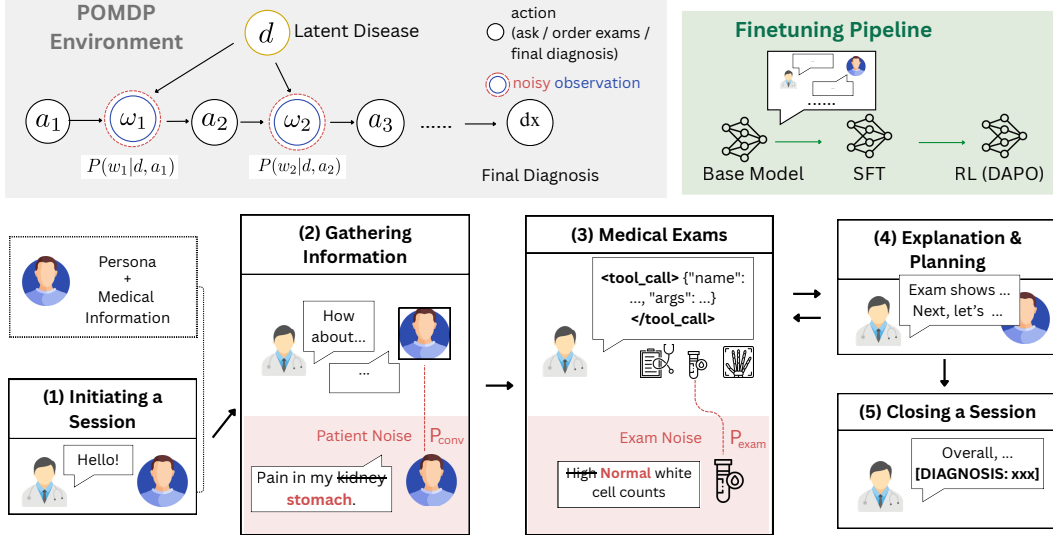 POMDP
Environment
d
Latent Disease
action
(ask / order exams /
final diagnosis)
noisy observation
a₁
ω₁
a₂
ω₂
a₃
......
dx
P(w₁|d, a₁)
P(w₂|d, a₂)
Final Diagnosis
Finetuning Pipeline
...
...
......
Base Model
SFT
RL (DAPO)
Persona
+
Medical
Information
(1) Initiating a
Session
Hello!
(2) Gathering
Information
How
about...
...
Patient Noise
P_conv
Pain in my kidney
stomach.
(3) Medical Exams
<tool_call> {"name":
..., "args": ...}
</tool_call>
Exam Noise
P_exam
High Normal white
cell counts
(4) Explanation &
Planning
Exam shows ...
Next, let's ...
(5) Closing a Session
Overall, ...
[DIAGNOSIS: xxx]